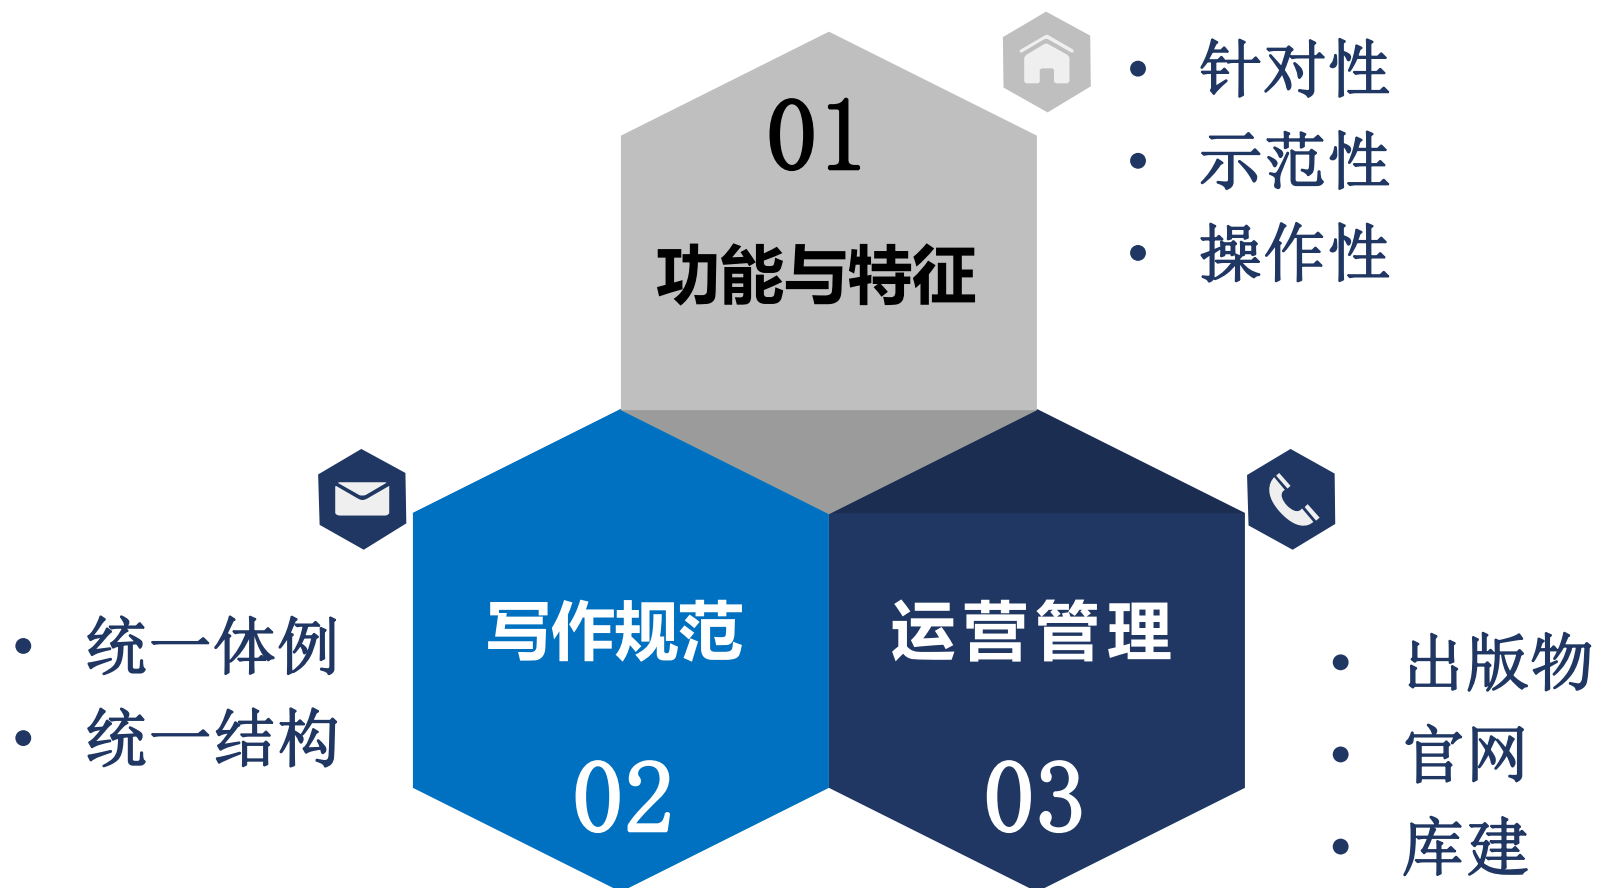 01
功能与特征
• 针对性
• 示范性
• 操作性
写作规范
02
• 统一体例
• 统一结构
运营管理
03
• 出版物
• 官网
• 库建